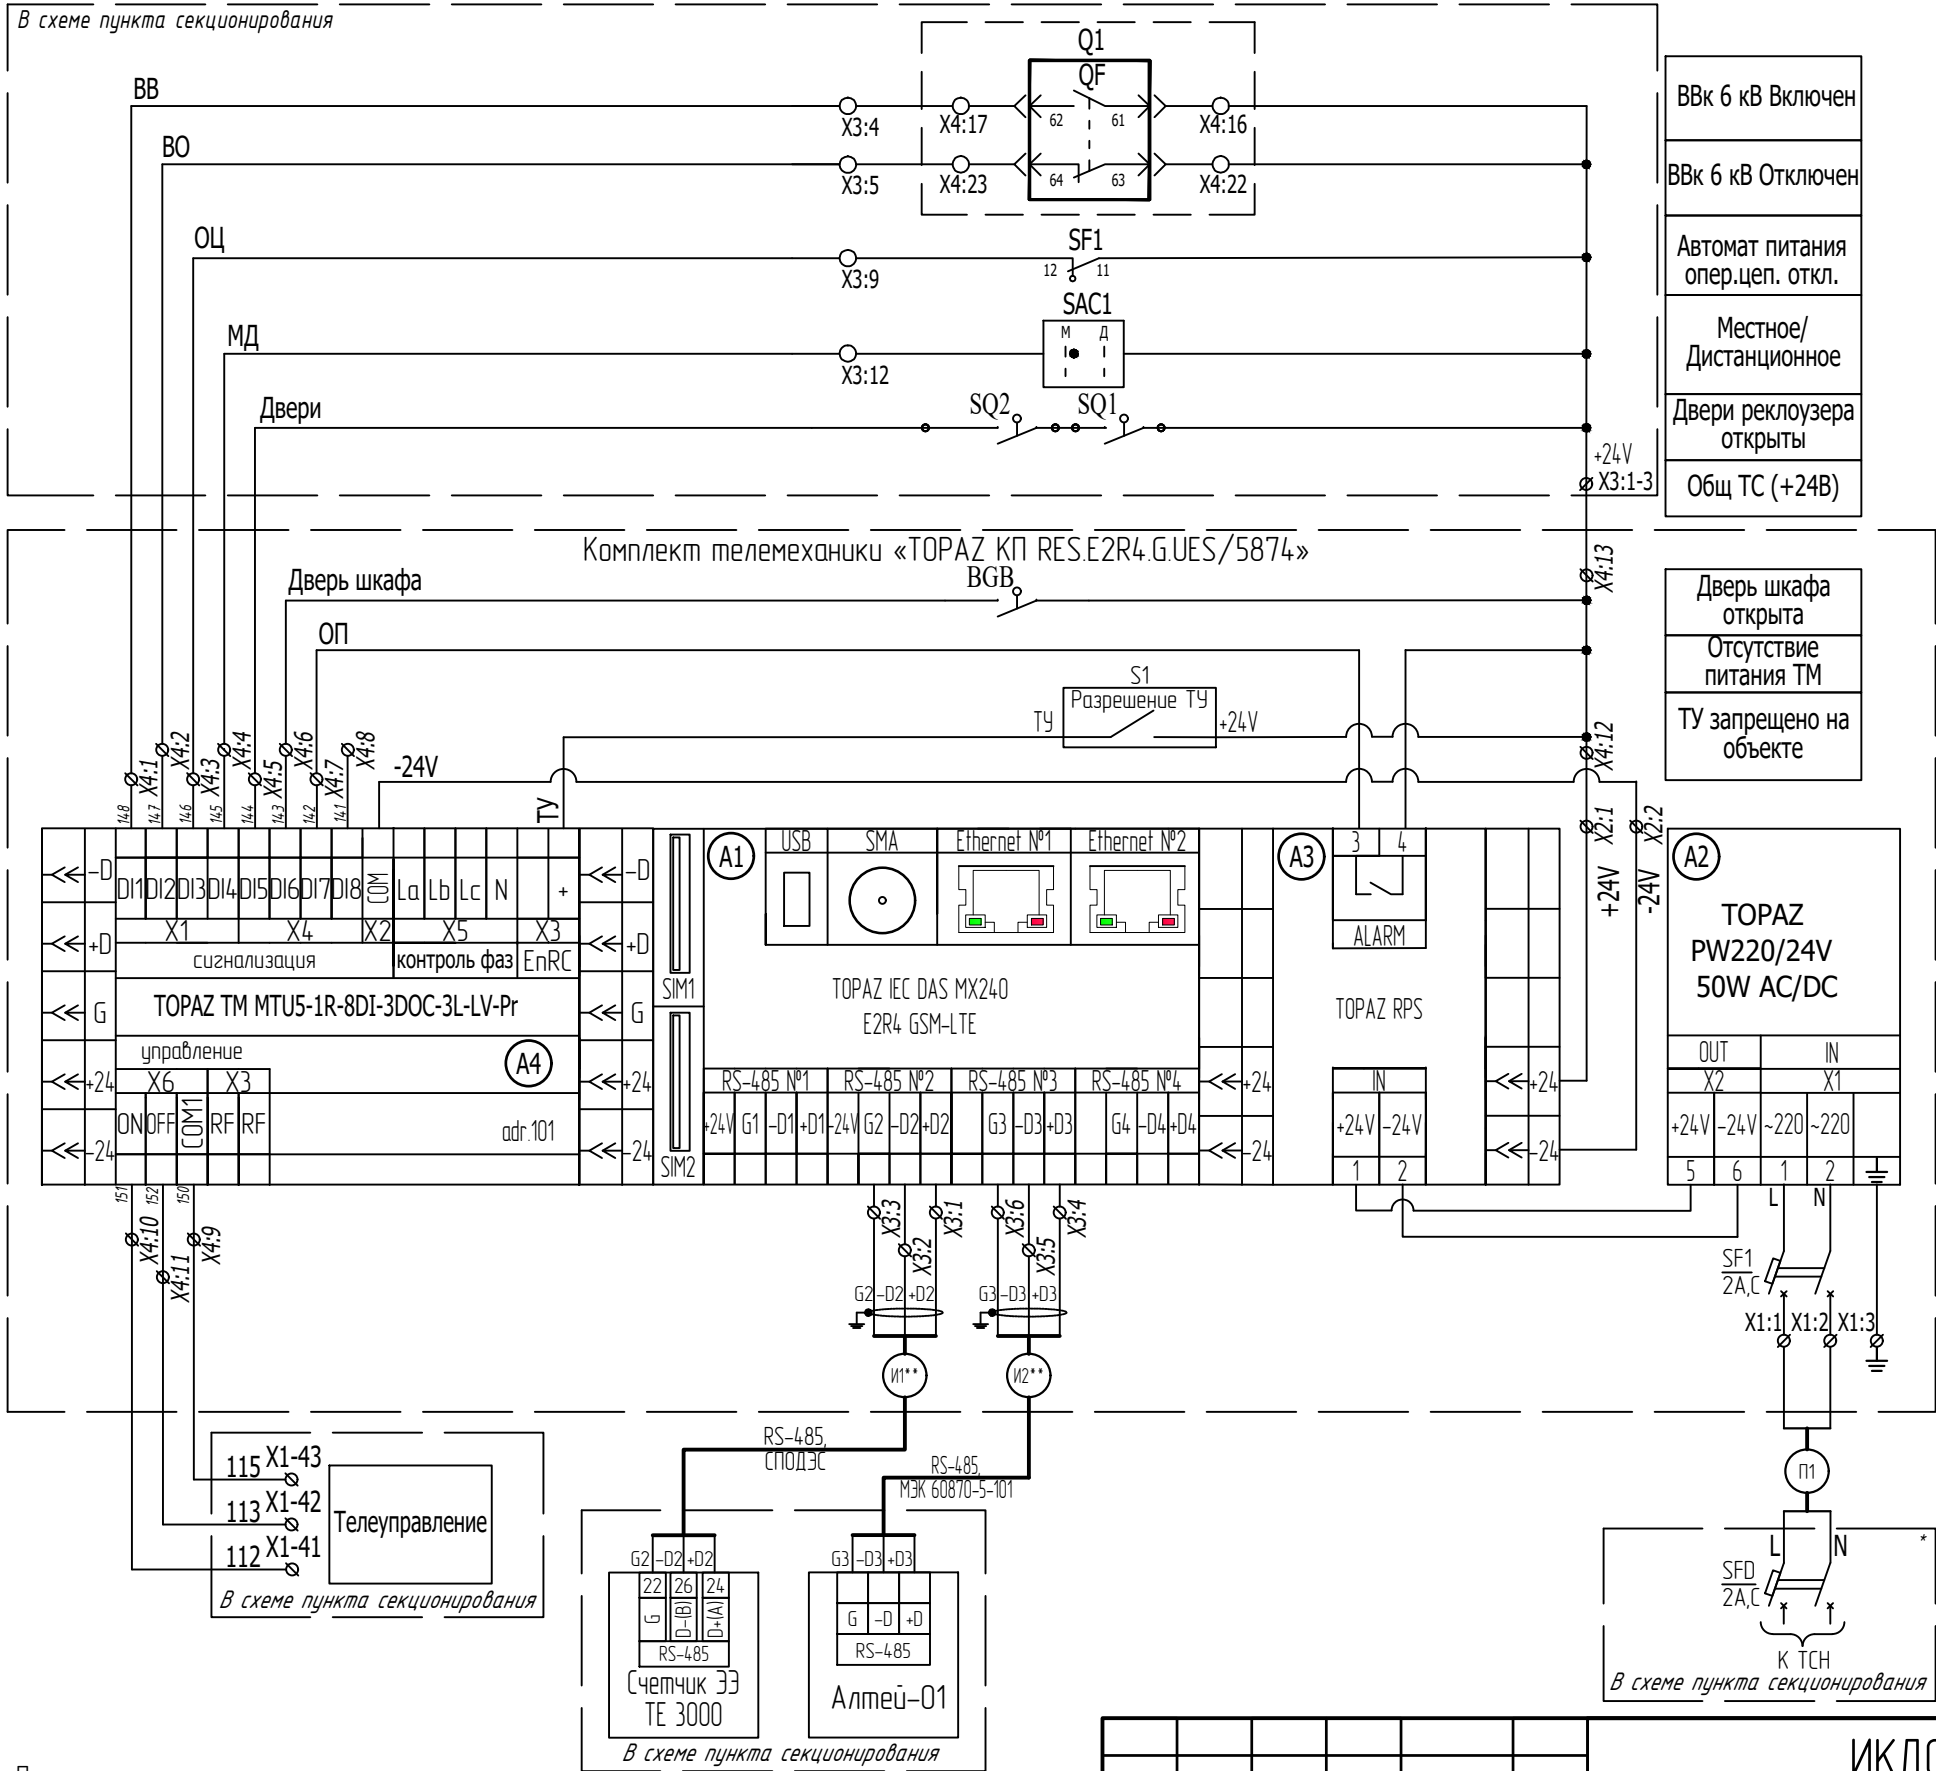 В схеме пункта секционирования
Q1
QF
ВВ
X3:4
X4:17
62
61
X4:16
ВВк 6 кВ Включен
ВО
X3:5
X4:23
64
63
X4:22
ВВк 6 кВ Отключен
ОЦ
X3:9
SF1
12
11
Автомат питания
опер.цеп. откл.
МД
X3:12
SAC1
М Д
Местное/
Дистанционное
Двери
SQ2
SQ1
Двери реклоузера
открыты
+24V
X3:1-3
Общ ТС (+24В)
Комплект телемеханики «TOPAZ КП RES.E2R4.G.UES/5874»
X4:13
Дверь шкафа
BGB
Дверь шкафа
открыта
ОП
Отсутствие
питания ТМ
S1
Разрешение ТУ
ТУ
+24V
ТУ запрещено на
объекте
X4:12
-24V
ТУ
X4:1
X4:2
X4:3
X4:4
X4:5
X4:6
X4:7
X4:8
148
147
146
145
144
143
142
141
X2:1
X2:2
+24V
-24V
-D
+D
G
+24
-24
DI1
DI2
DI3
DI4
DI5
DI6
DI7
DI8
COM
La
Lb
Lc
N
+
X1
X4
X2
X5
X3
сигнализация
контроль фаз
EnRC
TOPAZ TM MTU5-1R-8DI-3DOC-3L-LV-Pr
управление
A4
X6
X3
ON
OFF
COM1
RF
RF
adr.101
-D
+D
G
+24
-24
SIM1
SIM2
A1
USB
SMA
Ethernet №1
Ethernet №2
TOPAZ IEC DAS MX240
E2R4 GSM-LTE
RS-485 №1
RS-485 №2
RS-485 №3
RS-485 №4
+24V
G1
-D1
+D1
-24V
G2
-D2
+D2
G3
-D3
+D3
G4
-D4
+D4
+24
-24
A3
3
4
ALARM
TOPAZ RPS
IN
+24V
-24V
1
2
+24
-24
A2
TOPAZ
PW220/24V
50W AC/DC
OUT
IN
X2
X1
+24V
-24V
~220
~220
5
6
1
2
L
N
151
152
150
X4:10
X4:11
X4:9
X3:3
X3:2
X3:1
X3:6
X3:5
X3:4
G2
-D2
+D2
G3
-D3
+D3
И1**
И2**
SF1
2A,C
X1:1
X1:2
X1:3
RS-485,
СПОДЭС
RS-485,
МЭК 60870-5-101
П1
115
X1-43
113
X1-42
112
X1-41
Телеуправление
В схеме пункта секционирования
G2
-D2
+D2
22
26
24
G
D-(B)
D+(A)
RS-485
Счетчик ЭЭ
TE 3000
G3
-D3
+D3
G
-D
+D
RS-485
Алтей-01
В схеме пункта секционирования
L
N
*
SFD
2A,C
К ТСН
В схеме пункта секционирования